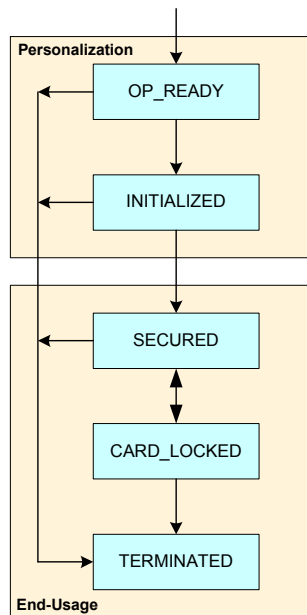 Personalization
OP_READY
INITIALIZED
SECURED
CARD_LOCKED
TERMINATED
End-Usage